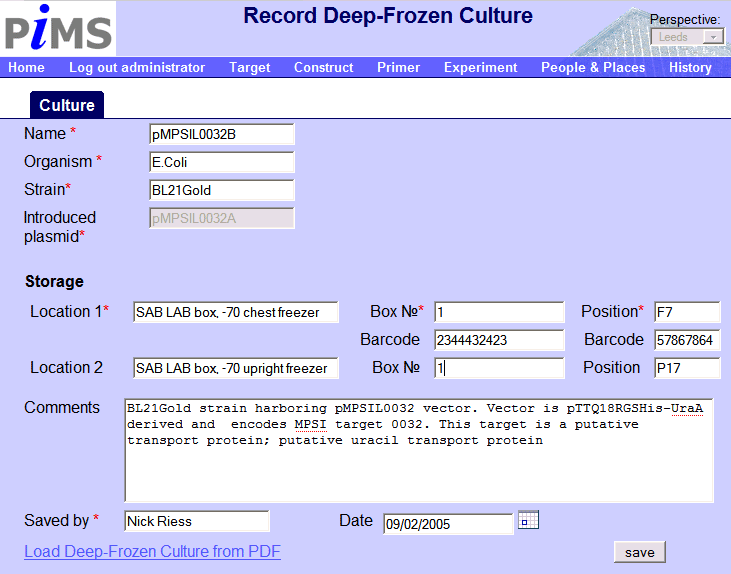 PiMS
Record Deep-Frozen Culture
Perspective:
Leeds
Home Log out administrator Target Construct Primer Experiment People & Places History
Culture
Name * pMPSIL0032B
Organism * E.Coli
Strain* BL21Gold
Introduced plasmid* pMPSIL0032A
Storage
Location 1* SAB LAB box, -70 chest freezer Box №* 1 Position* F7
Barcode 2344432423 Barcode 57867864
Location 2 SAB LAB box, -70 upright freezer Box № 1 Position P17
Comments
BL21Gold strain harboring pMPSIL0032 vector. Vector is pTTQ18RGSHis-UraA
derived and  encodes MPSI target 0032. This target is a putative
transport protein; putative uracil transport protein
Saved by * Nick Riess Date 09/02/2005
Load Deep-Frozen Culture from PDF save